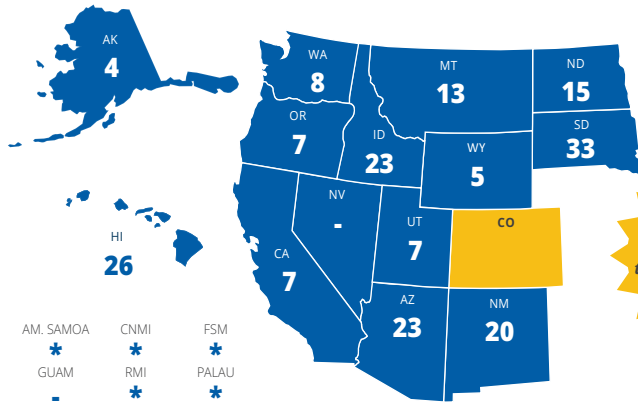 AK
4
WA
8
MT
13
ND
15
OR
7
ID
23
SD
33
WY
5
NV
-
UT
7
CO
CA
7
HI
26
AZ
23
NM
20
AM. SAMOA CNMI FSM
* * *
GUAM RMI PALAU
- * *